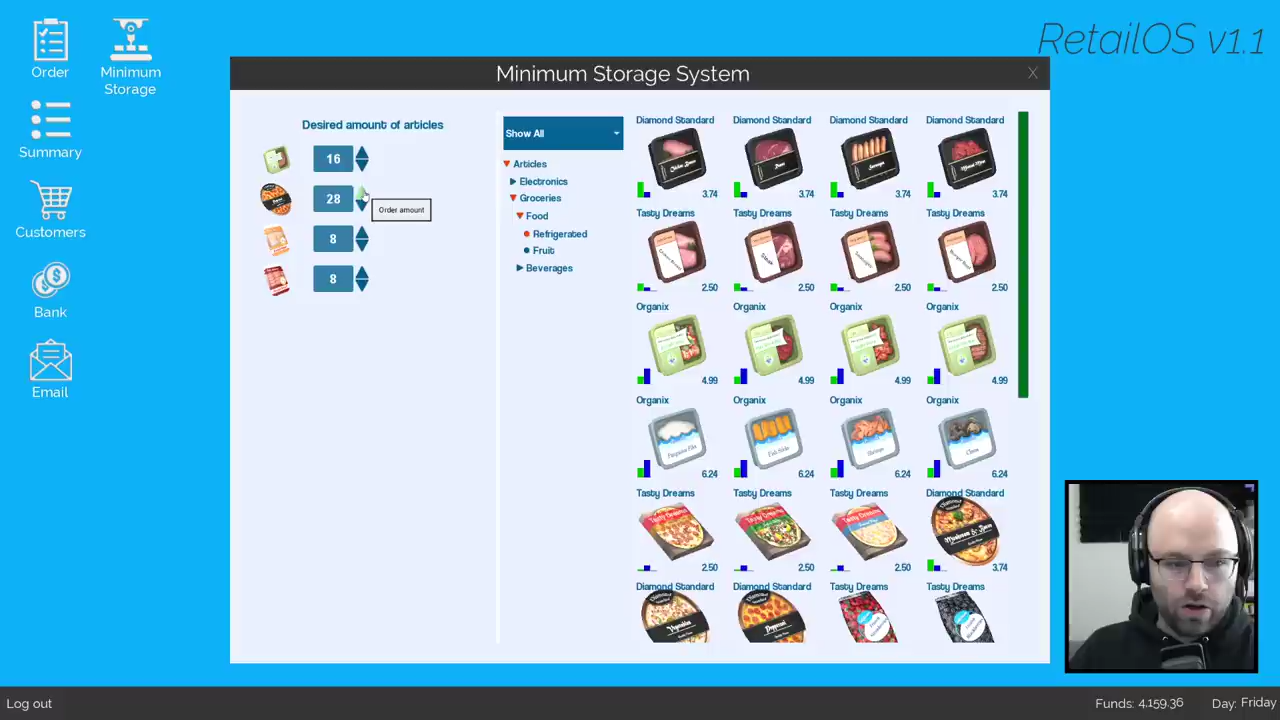 RetailOS v1.1
Order
Minimum
Storage
Summary
Customers
Bank
Email
Minimum Storage System
X
Desired amount of articles
16
28
Order amount
8
8
Show All
Articles
Electronics
Groceries
Food
Refrigerated
Fruit
Beverages
Diamond Standard Diamond Standard Diamond Standard Diamond Standard
3.74 3.74 3.74 3.74
Tasty Dreams Tasty Dreams Tasty Dreams Tasty Dreams
2.50 2.50 2.50 2.50
Organix Organix Organix Organix
4.99 4.99 4.99 4.99
Organix Organix Organix Organix
6.24 6.24 6.24 6.24
Tasty Dreams Tasty Dreams Tasty Dreams Diamond Standard
2.50 2.50 2.50 3.74
Diamond Standard Diamond Standard Tasty Dreams Tasty Dreams
Log out
Funds: 4,159.36 Day: Friday